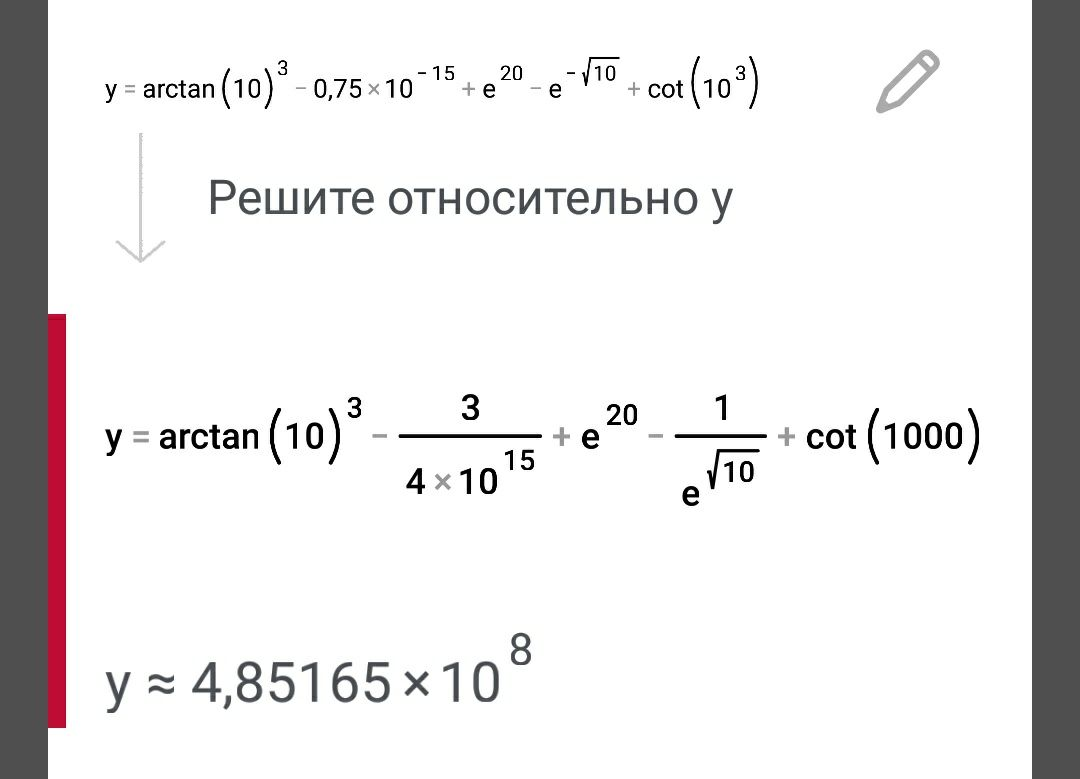 y = arctan(10)³ − 0,75 × 10⁻¹⁵ + e²⁰ − e^(−√10) + cot(10³)
Решите относительно y
y = arctan(10)³ − 3/(4 × 10¹⁵) + e²⁰ − 1/e^(√10) + cot(1000)
y ≈ 4,85165 × 10⁸